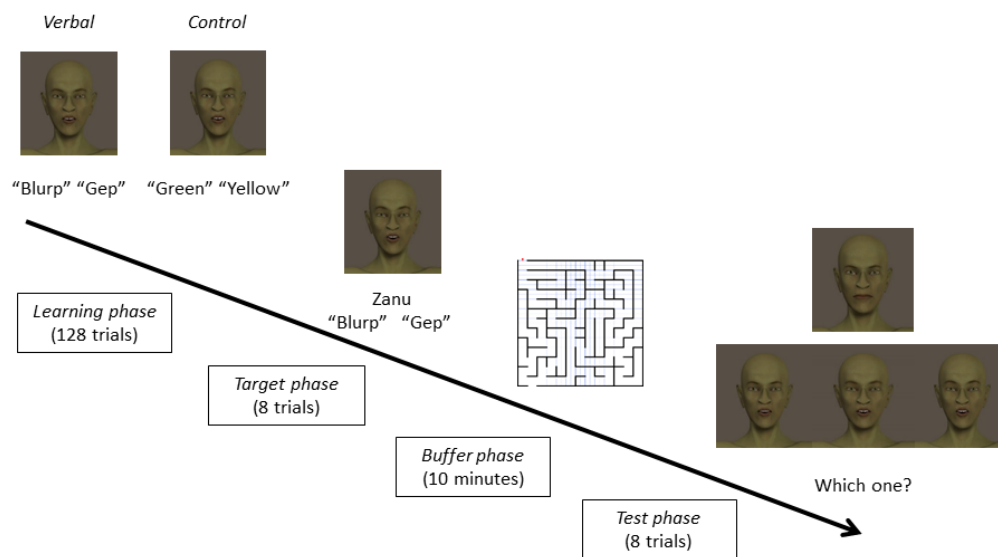 Verbal
Control
“Blurp” “Gep”
“Green” “Yellow”
Zanu
“Blurp” “Gep”
Learning phase
(128 trials)
Target phase
(8 trials)
Buffer phase
(10 minutes)
Test phase
(8 trials)
Which one?